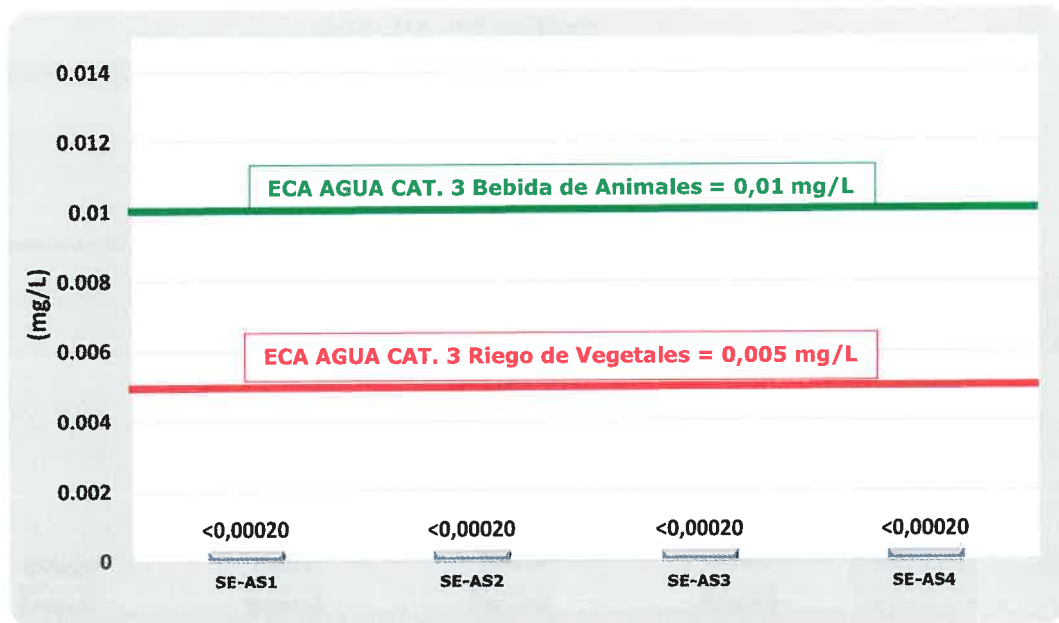 0.014
0.012
ECA AGUA CAT. 3 Bebida de Animales = 0,01 mg/L
0.01
(mg/L)
0.008
0.006
ECA AGUA CAT. 3 Riego de Vegetales = 0,005 mg/L
0.004
0.002
<0,00020 <0,00020 <0,00020 <0,00020
0
SE-AS1 SE-AS2 SE-AS3 SE-AS4